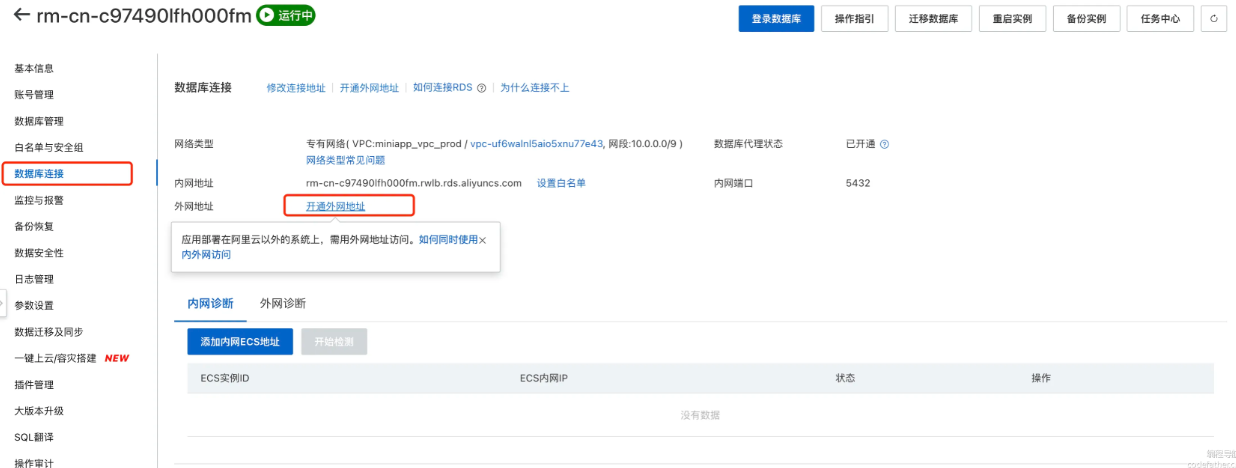 ← rm-cn-c97490lfh000fm 运行中 登录数据库 操作指引 迁移数据库 重启实例 备份实例 任务中心
基本信息
账号管理
数据库管理
白名单与安全组
数据库连接
监控与报警
备份恢复
数据安全性
日志管理
参数设置
数据迁移及同步
一键上云/容灾搭建 NEW
插件管理
大版本升级
SQL翻译
操作审计
数据库连接 修改连接地址 | 开通外网地址 | 如何连接RDS ? | 为什么连接不上
网络类型 专有网络( VPC:miniapp_vpc_prod / vpc-uf6walnl5aio5xnu77e43, 网段:10.0.0.0/9 ) 数据库代理状态 已开通 ?
网络类型常见问题
内网地址 rm-cn-c97490lfh000fm.rwlb.rds.aliyuncs.com 设置白名单 内网端口 5432
外网地址 开通外网地址
应用部署在阿里云以外的系统上，需用外网地址访问。如何同时使用 ×
内外网访问
内网诊断 外网诊断
添加内网ECS地址 开始检测
ECS实例ID ECS内网IP 状态 操作
没有数据
codefathecc